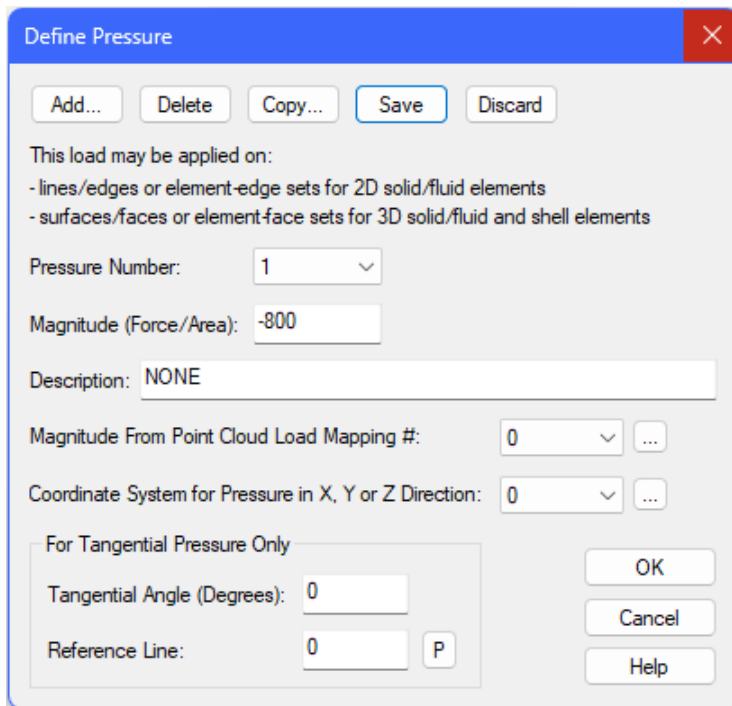 Define Pressure
Add... Delete Copy... Save Discard
This load may be applied on:
- lines/edges or element-edge sets for 2D solid/fluid elements
- surfaces/faces or element-face sets for 3D solid/fluid and shell elements
Pressure Number: 1
Magnitude (Force/Area): -800
Description: NONE
Magnitude From Point Cloud Load Mapping #: 0 ...
Coordinate System for Pressure in X, Y or Z Direction: 0 ...
For Tangential Pressure Only
Tangential Angle (Degrees): 0
Reference Line: 0 P
OK
Cancel
Help